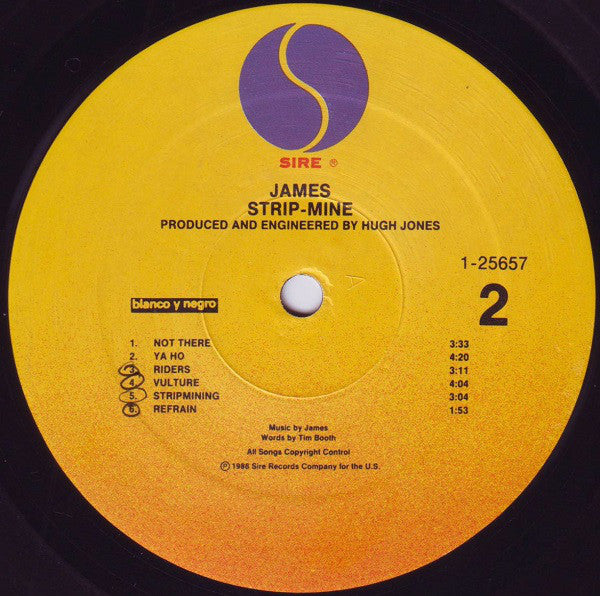 SIRE ®
JAMES
STRIP-MINE
PRODUCED AND ENGINEERED BY HUGH JONES
1-25657
2
blanco y negro
1. NOT THERE 3:33
2. YA HO 4:20
3. RIDERS 3:11
4. VULTURE 4:04
5. STRIPMINING 3:04
6. REFRAIN 1:53
Music by James
Words by Tim Booth
All Songs Copyright Control
Ⓟ 1988 Sire Records Company for the U.S.